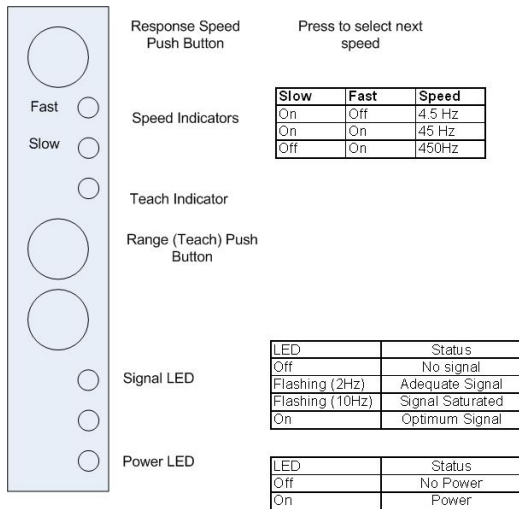 Response Speed
Push Button
Press to select next
speed
Fast
Slow
Speed Indicators
Slow Fast Speed
On Off 4.5 Hz
On On 45 Hz
Off On 450Hz
Teach Indicator
Range (Teach) Push
Button
Signal LED
LED Status
Off No signal
Flashing (2Hz) Adequate Signal
Flashing (10Hz) Signal Saturated
On Optimum Signal
Power LED
LED Status
Off No Power
On Power